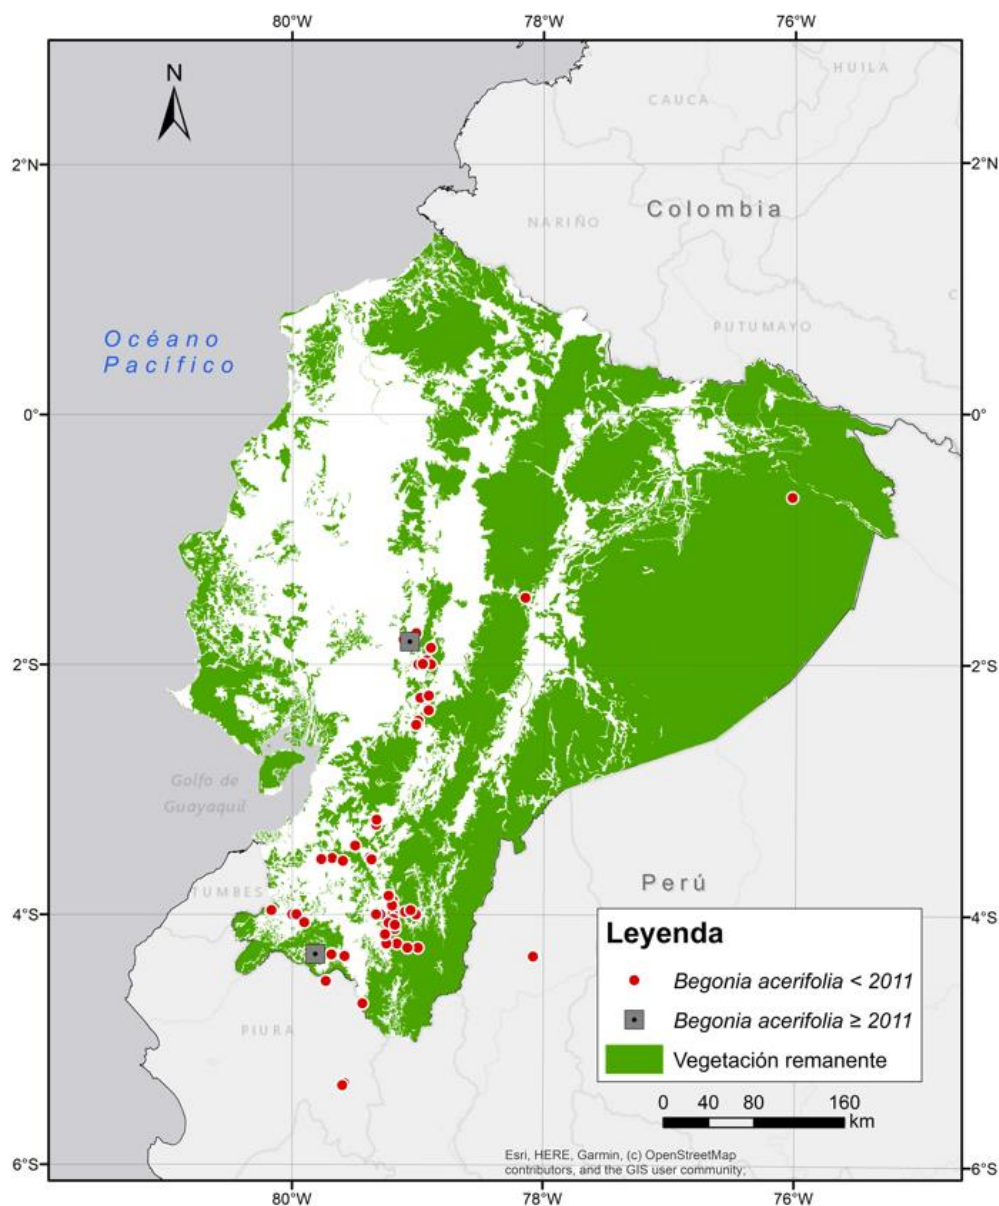 80°W 78°W 76°W
N
HUILA
CAUCA
2°N 2°N
Colombia
NARIÑO
PUTUMAYO
Océano
Pacífico
0° 0°
2°S 2°S
Golfo de
Guayaquil
Perú
TUMBES
4°S 4°S
Leyenda
Begonia acerifolia < 2011
Begonia acerifolia ≥ 2011
PIURA
Vegetación remanente
0 40 80 160
km
Esri, HERE, Garmin, (c) OpenStreetMap
contributors, and the GIS user community;
6°S 6°S
80°W 78°W 76°W